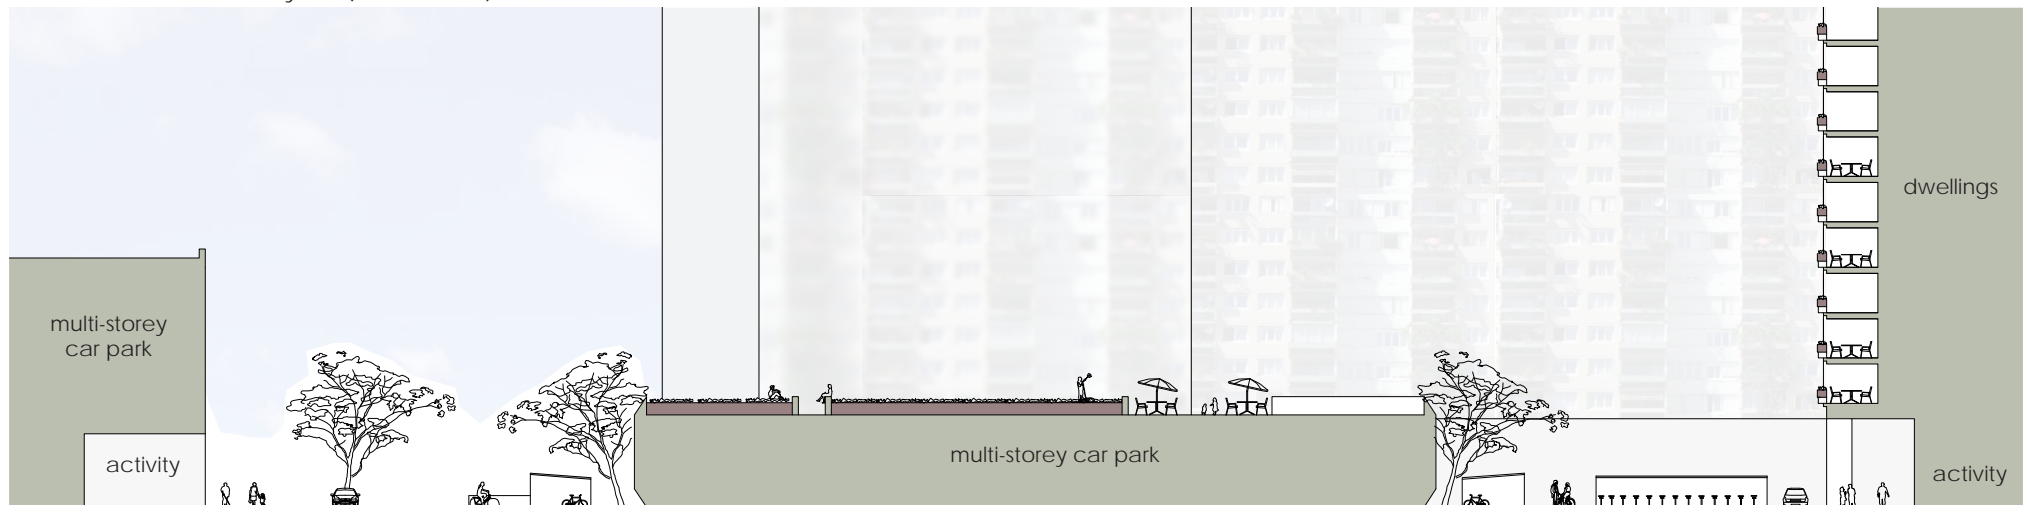 multi-storey
car park
activity
multi-storey car park
dwellings
activity